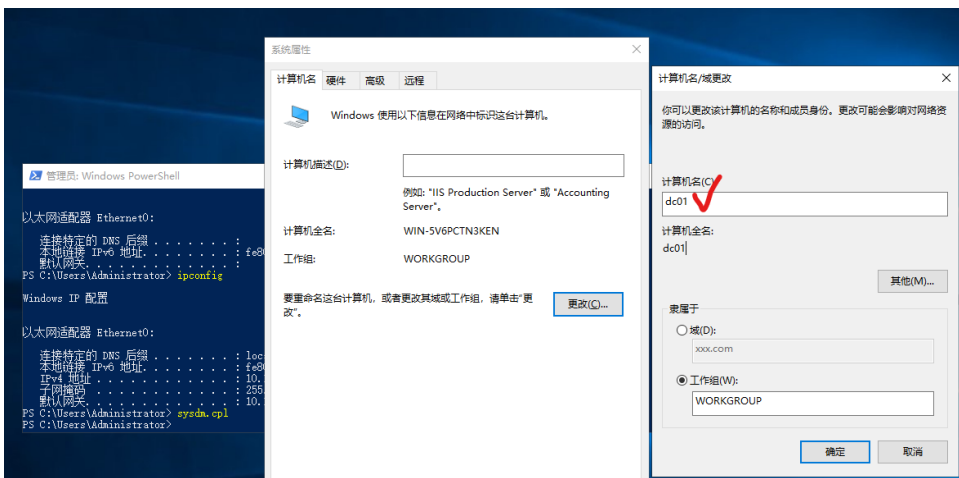 管理员: Windows PowerShell
以太网适配器 Ethernet0:
连接特定的 DNS 后缀 . . . . . . . :
本地链接 IPv6 地址. . . . . . . . : fe80
默认网关. . . . . . . . . . . . . :
PS C:\Users\Administrator> ipconfig
Windows IP 配置
以太网适配器 Ethernet0:
连接特定的 DNS 后缀 . . . . . . . : loc
本地链接 IPv6 地址. . . . . . . . : fe80
IPv4 地址 . . . . . . . . . . . . : 10.
子网掩码 . . . . . . . . . . . . : 255
默认网关. . . . . . . . . . . . . : 10.
PS C:\Users\Administrator> sysdm.cpl
PS C:\Users\Administrator>
系统属性
计算机名 硬件 高级 远程
Windows 使用以下信息在网络中标识这台计算机。
计算机描述(D):
例如: "IIS Production Server" 或 "Accounting
Server"。
计算机全名: WIN-5V6PCTN3KEN
工作组: WORKGROUP
要重命名这台计算机，或者更改其域或工作组，请单击"更
改"。
更改(C)...
计算机名/域更改
你可以更改该计算机的名称和成员身份。更改可能会影响对网络资
源的访问。
计算机名(C)
dc01
计算机全名:
dc01
其他(M)...
隶属于
域(D):
xxx.com
工作组(W):
WORKGROUP
确定 取消